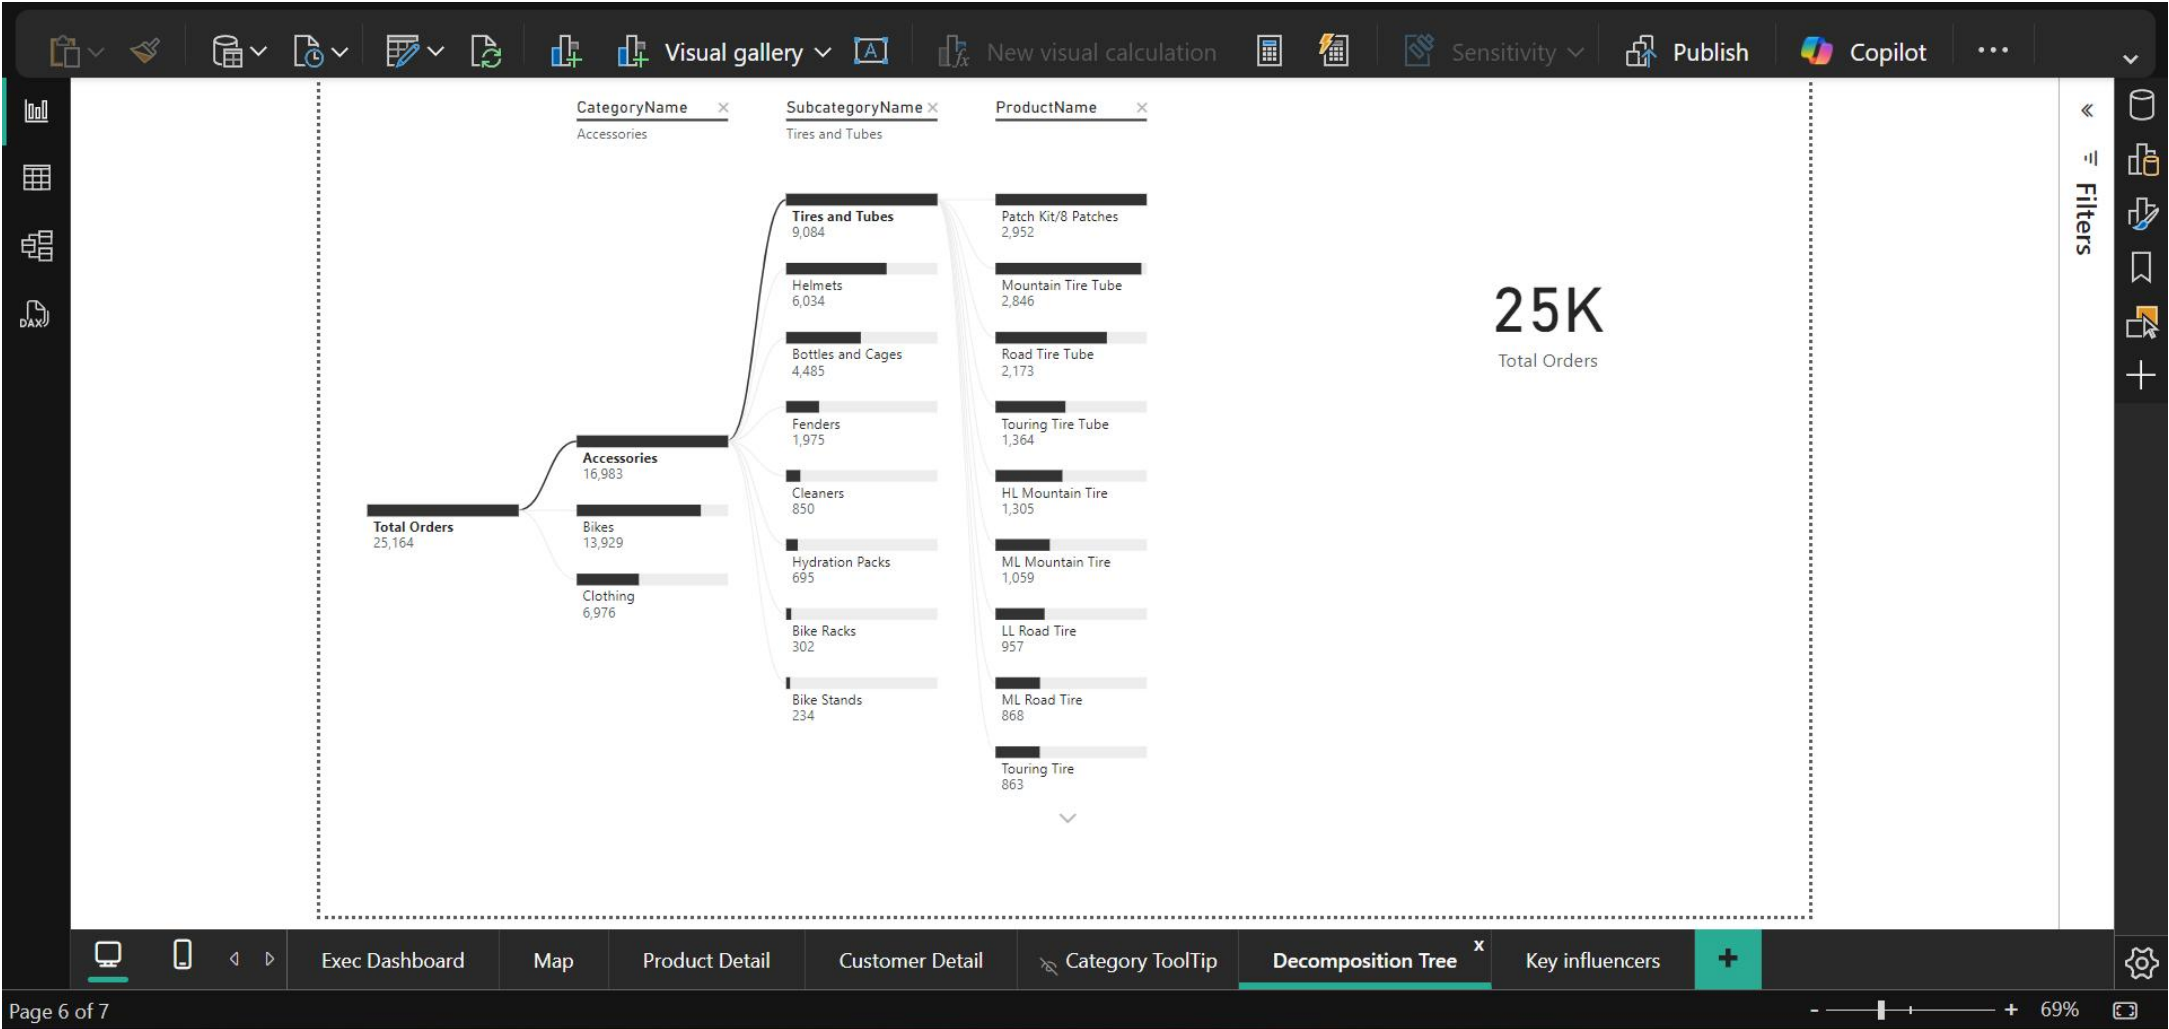 Visual gallery
A
fx
New visual calculation
Sensitivity
Publish
Copilot
DAX
Filters
CategoryName
Accessories
SubcategoryName
Tires and Tubes
ProductName
Total Orders
25,164
Accessories
16,983
Bikes
13,929
Clothing
6,976
Tires and Tubes
9,084
Helmets
6,034
Bottles and Cages
4,485
Fenders
1,975
Cleaners
850
Hydration Packs
695
Bike Racks
302
Bike Stands
234
Patch Kit/8 Patches
2,952
Mountain Tire Tube
2,846
Road Tire Tube
2,173
Touring Tire Tube
1,364
HL Mountain Tire
1,305
ML Mountain Tire
1,059
LL Road Tire
957
ML Road Tire
868
Touring Tire
863
25K
Total Orders
Exec Dashboard
Map
Product Detail
Customer Detail
Category ToolTip
Decomposition Tree
x
Key influencers
+
Page 6 of 7
- + 69%